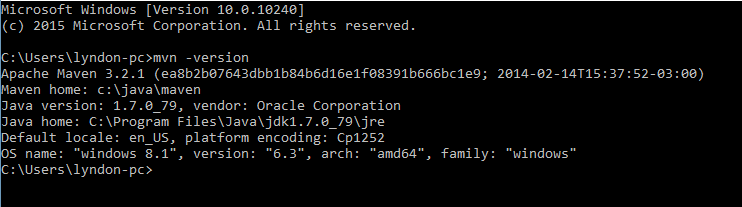 Microsoft Windows [Version 10.0.10240]
(c) 2015 Microsoft Corporation. All rights reserved.
C:\Users\lyndon-pc>mvn -version
Apache Maven 3.2.1 (ea8b2b07643dbb1b84b6d16e1f08391b666bc1e9; 2014-02-14T15:37:52-03:00)
Maven home: c:\java\maven
Java version: 1.7.0_79, vendor: Oracle Corporation
Java home: C:\Program Files\Java\jdk1.7.0_79\jre
Default locale: en_US, platform encoding: Cp1252
OS name: "windows 8.1", version: "6.3", arch: "amd64", family: "windows"
C:\Users\lyndon-pc>